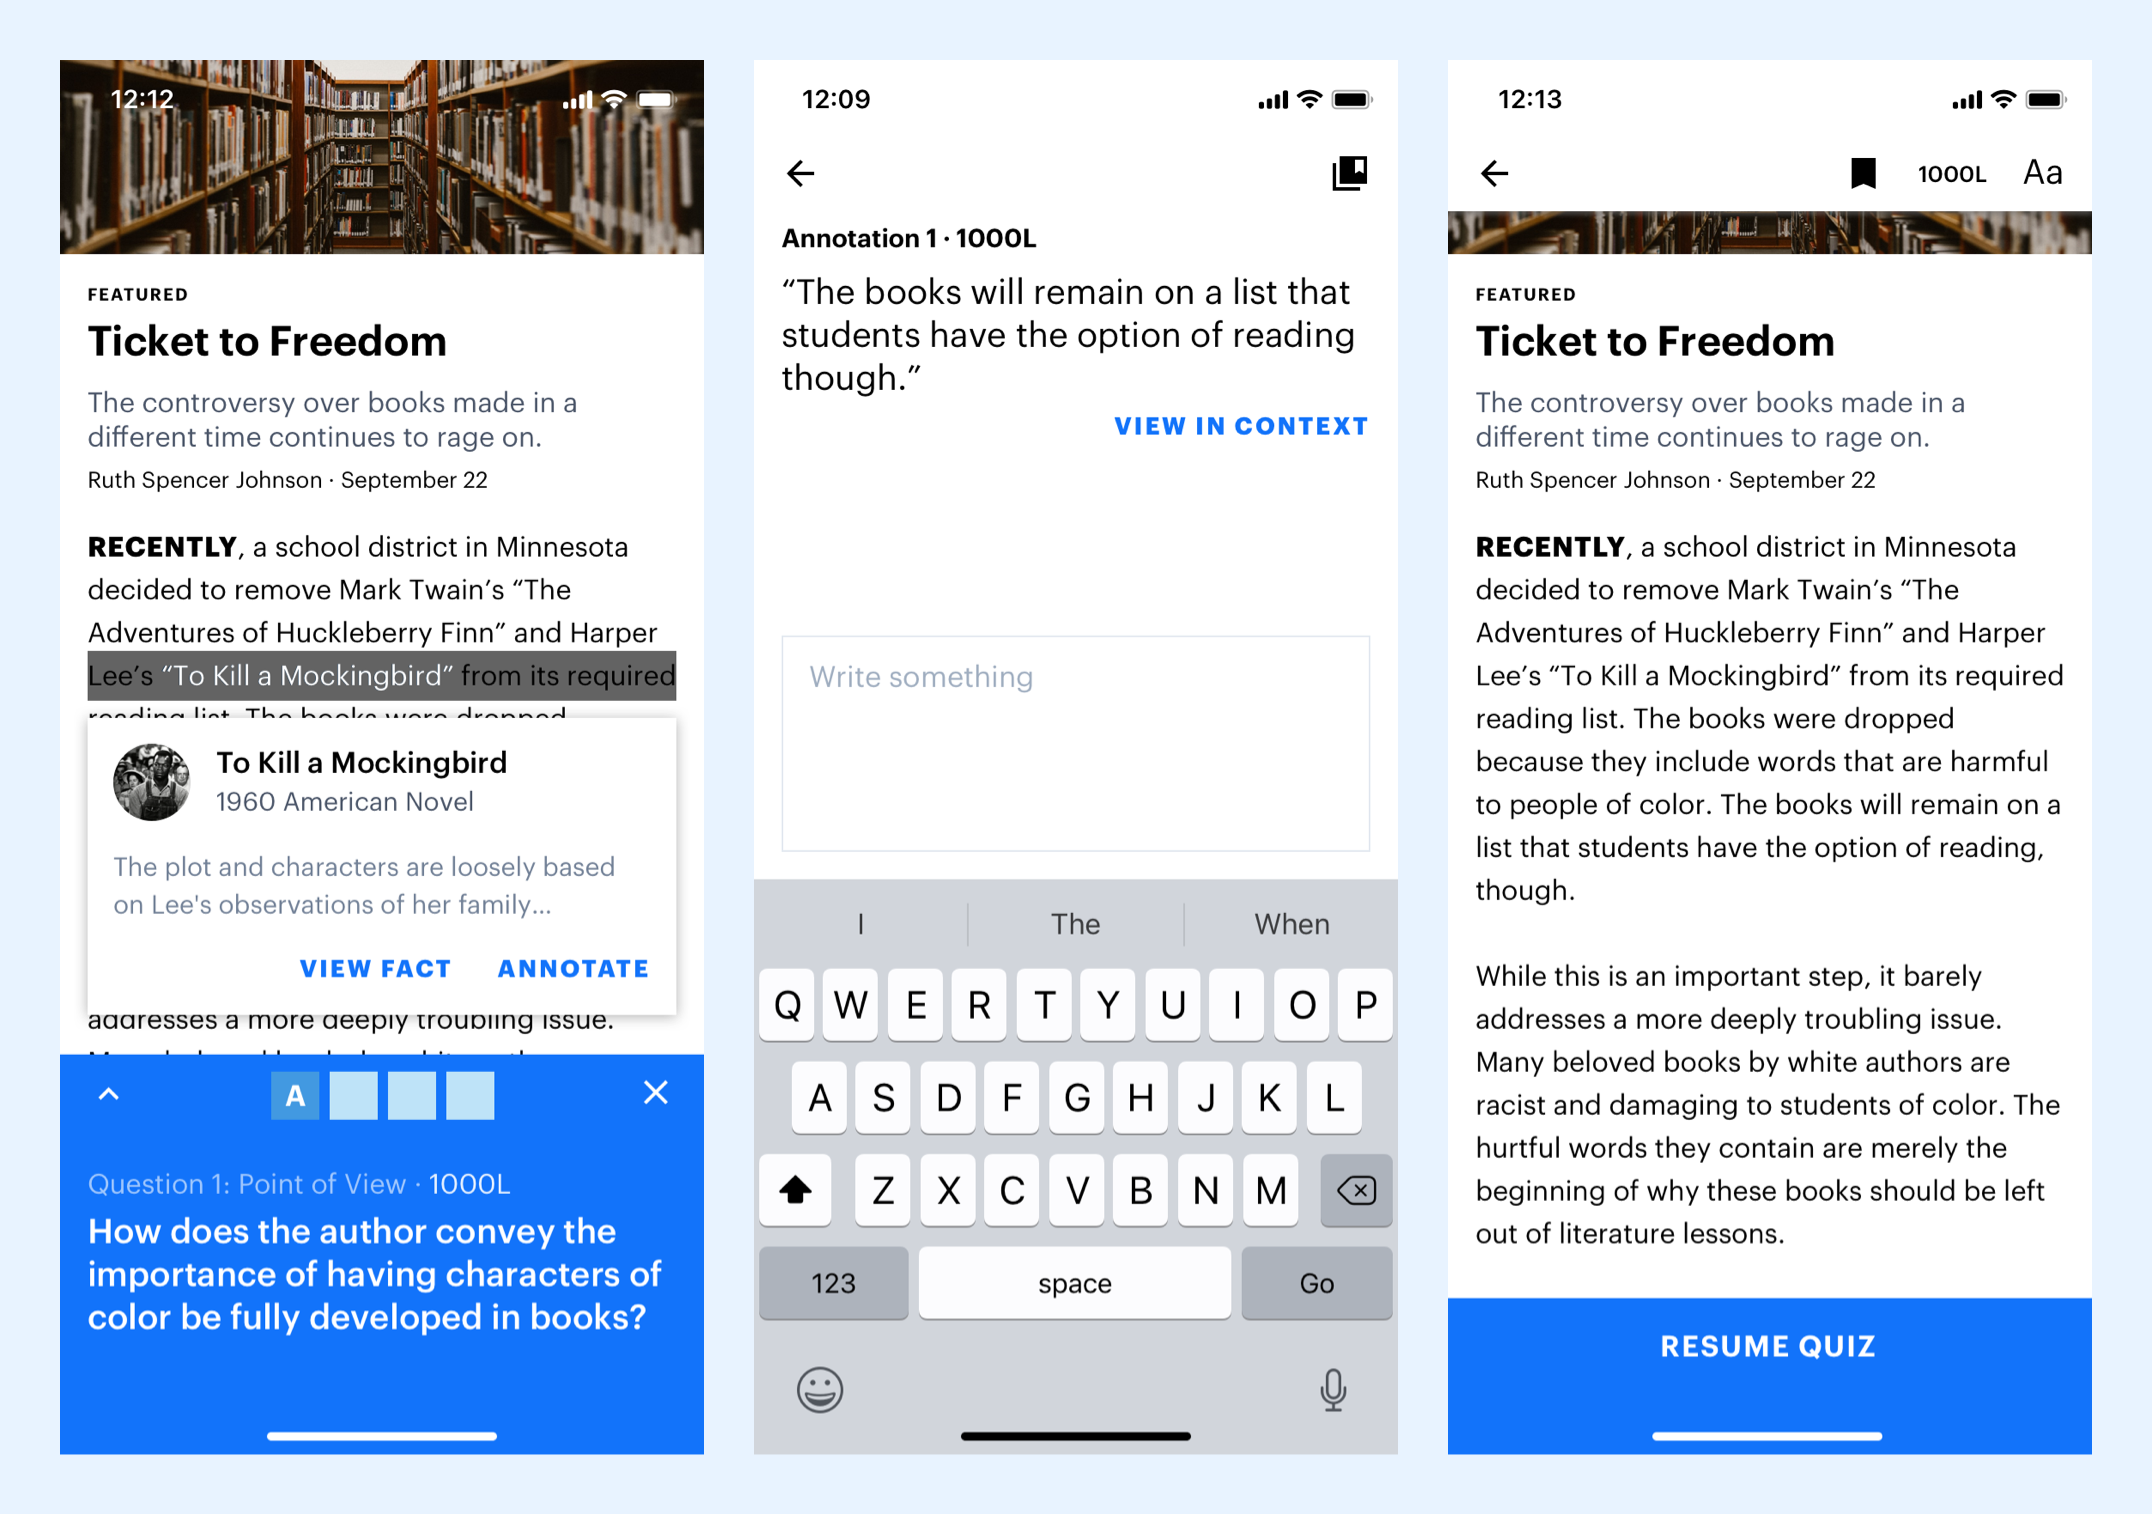 12:12
FEATURED
Ticket to Freedom
The controversy over books made in a
different time continues to rage on.
Ruth Spencer Johnson · September 22
RECENTLY, a school district in Minnesota
decided to remove Mark Twain’s “The
Adventures of Huckleberry Finn” and Harper
Lee’s “To Kill a Mockingbird” from its required
reading list. The books were dropped
To Kill a Mockingbird
1960 American Novel
The plot and characters are loosely based
on Lee's observations of her family...
VIEW FACT ANNOTATE
addresses a more deeply troubling issue.
A
Question 1: Point of View · 1000L
How does the author convey the
importance of having characters of
color be fully developed in books?
12:09
Annotation 1 · 1000L
“The books will remain on a list that
students have the option of reading
though.”
VIEW IN CONTEXT
Write something
I The When
Q W E R T Y U I O P
A S D F G H J K L
Z X C V B N M
123 space Go
12:13
1000L Aa
FEATURED
Ticket to Freedom
The controversy over books made in a
different time continues to rage on.
Ruth Spencer Johnson · September 22
RECENTLY, a school district in Minnesota
decided to remove Mark Twain’s “The
Adventures of Huckleberry Finn” and Harper
Lee’s “To Kill a Mockingbird” from its required
reading list. The books were dropped
because they include words that are harmful
to people of color. The books will remain on a
list that students have the option of reading,
though.
While this is an important step, it barely
addresses a more deeply troubling issue.
Many beloved books by white authors are
racist and damaging to students of color. The
hurtful words they contain are merely the
beginning of why these books should be left
out of literature lessons.
RESUME QUIZ